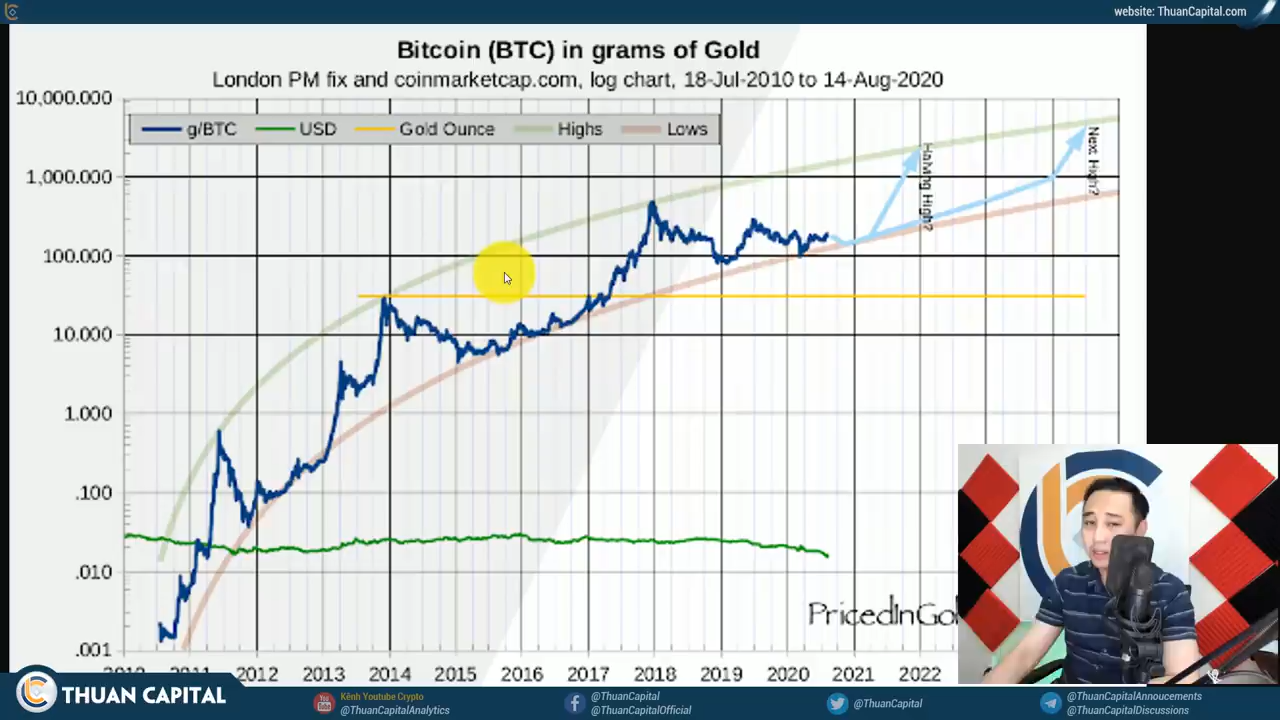 website: ThuanCapital.com
Bitcoin (BTC) in grams of Gold
London PM fix and coinmarketcap.com, log chart, 18-Jul-2010 to 14-Aug-2020
10,000.000
g/BTC USD Gold Ounce Highs Lows
Halving High?
Next High?
1,000.000
100.000
10.000
1.000
.100
.010
.001
2010 2011 2012 2013 2014 2015 2016 2017 2018 2019 2020 2021 2022
THUAN CAPITAL
Kênh Youtube Crypto
@ThuanCapitalAnalytics
@ThuanCapital
@ThuanCapitalOfficial
@ThuanCapital
@ThuanCapitalAnnoucements
@ThuanCapitalDiscussions